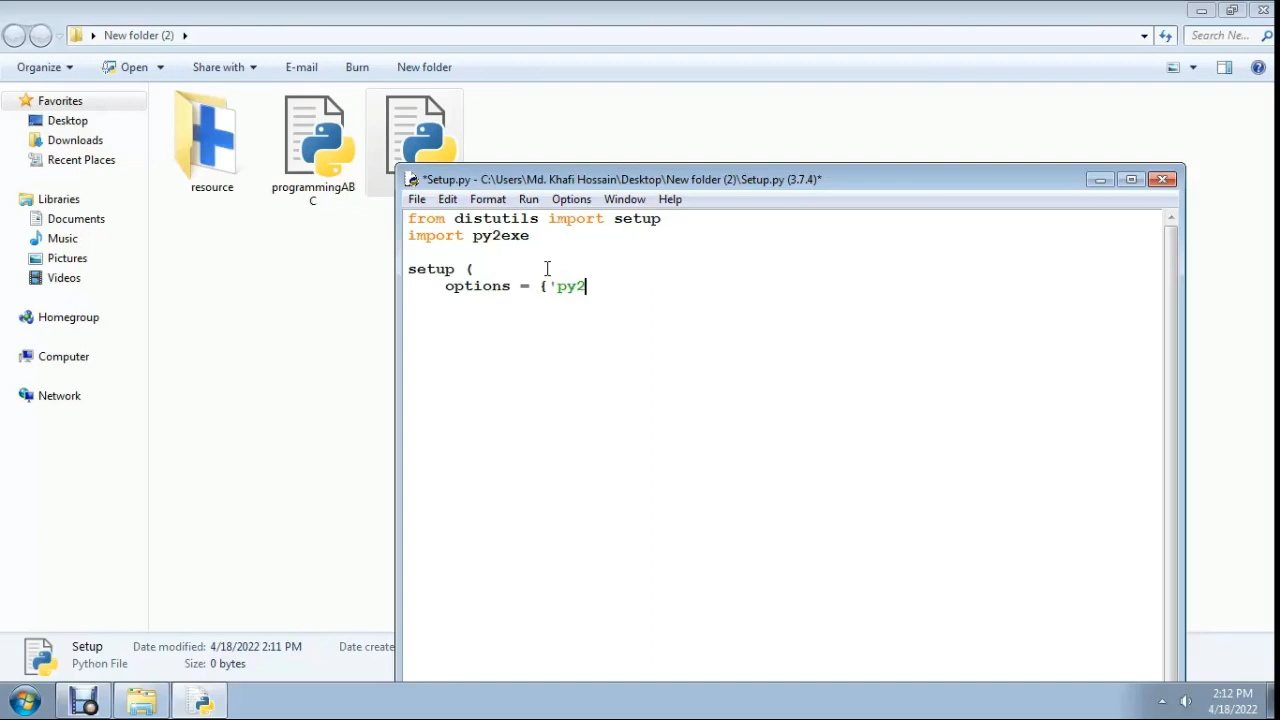 New folder (2)
Search Ne...
Organize
Open
Share with
E-mail
Burn
New folder
Favorites
Desktop
Downloads
Recent Places
Libraries
Documents
Music
Pictures
Videos
Homegroup
Computer
Network
resource
programmingAB
C
*Setup.py - C:\Users\Md. Khafi Hossain\Desktop\New folder (2)\Setup.py (3.7.4)*
File Edit Format Run Options Window Help
from distutils import setup
import py2exe
setup (
options = {'py2
Setup
Date modified: 4/18/2022 2:11 PM
Date create
Python File
Size: 0 bytes
2:12 PM
4/18/2022